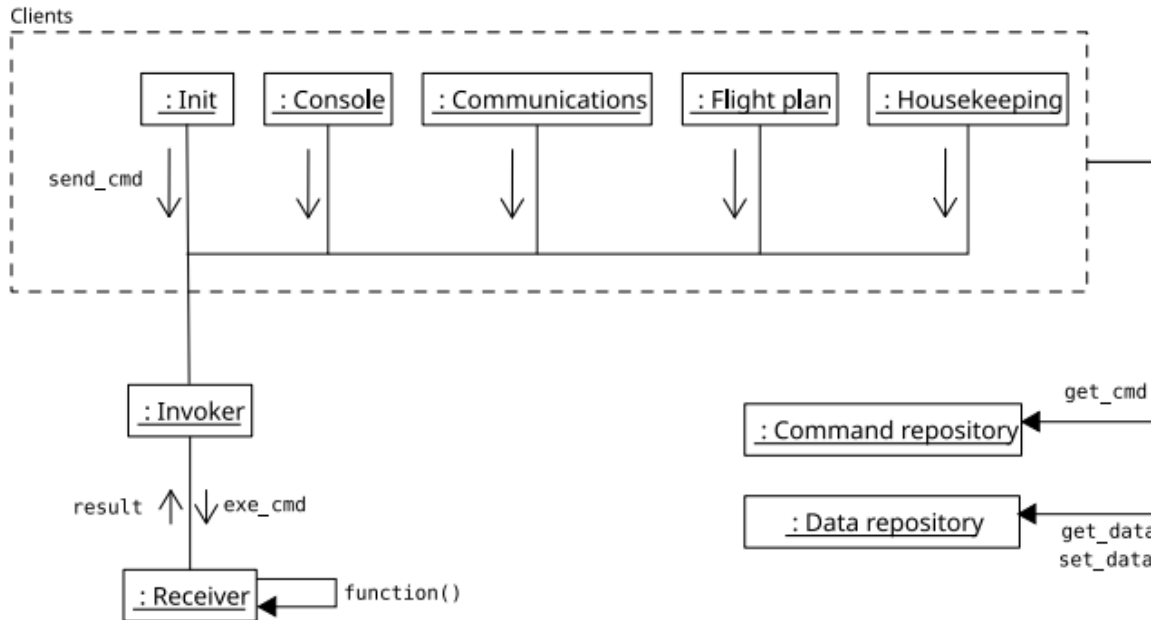 Clients
: Init
: Console
: Communications
: Flight plan
: Housekeeping
send_cmd
: Invoker
get_cmd
: Command repository
result
exe_cmd
: Data repository
get_data
set_data
: Receiver
function()